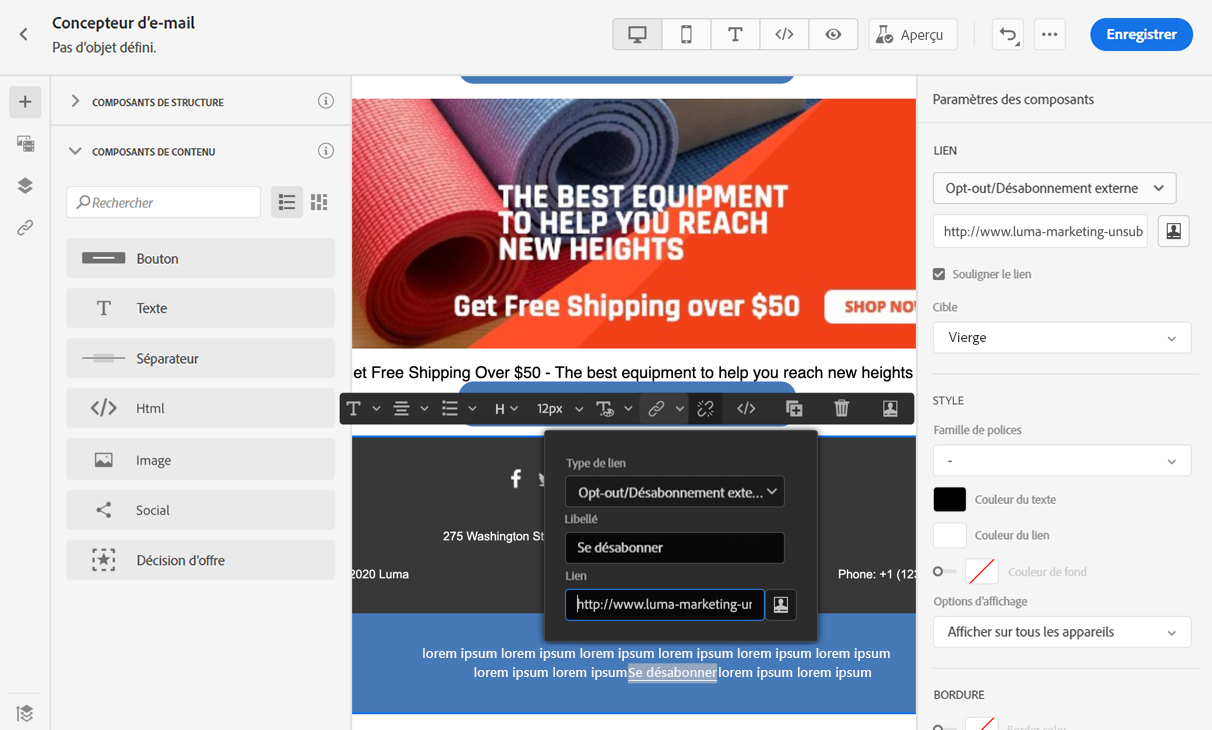 Concepteur d'e-mail
Pas d'objet défini.
Aperçu
Enregistrer
COMPOSANTS DE STRUCTURE
COMPOSANTS DE CONTENU
Rechercher
Bouton
Texte
Séparateur
Html
Image
Social
Décision d'offre
THE BEST EQUIPMENT
TO HELP YOU REACH
NEW HEIGHTS
Get Free Shipping over $50
SHOP NO
et Free Shipping Over $50 - The best equipment to help you reach new heights
H
12px
Type de lien
Opt-out/Désabonnement exte...
Libellé
Se désabonner
Lien
http://www.luma-marketing-ur
275 Washington St
2020 Luma
Phone: +1 (123
lorem ipsum lorem ipsum lorem ipsum lorem ipsum lorem ipsum lorem ipsum
lorem ipsum lorem ipsum Se désabonner lorem ipsum lorem ipsum
Paramètres des composants
LIEN
Opt-out/Désabonnement externe
http://www.luma-marketing-unsub
Souligner le lien
Cible
Vierge
STYLE
Famille de polices
-
Couleur du texte
Couleur du lien
Couleur de fond
Options d'affichage
Afficher sur tous les appareils
BORDURE
Border color